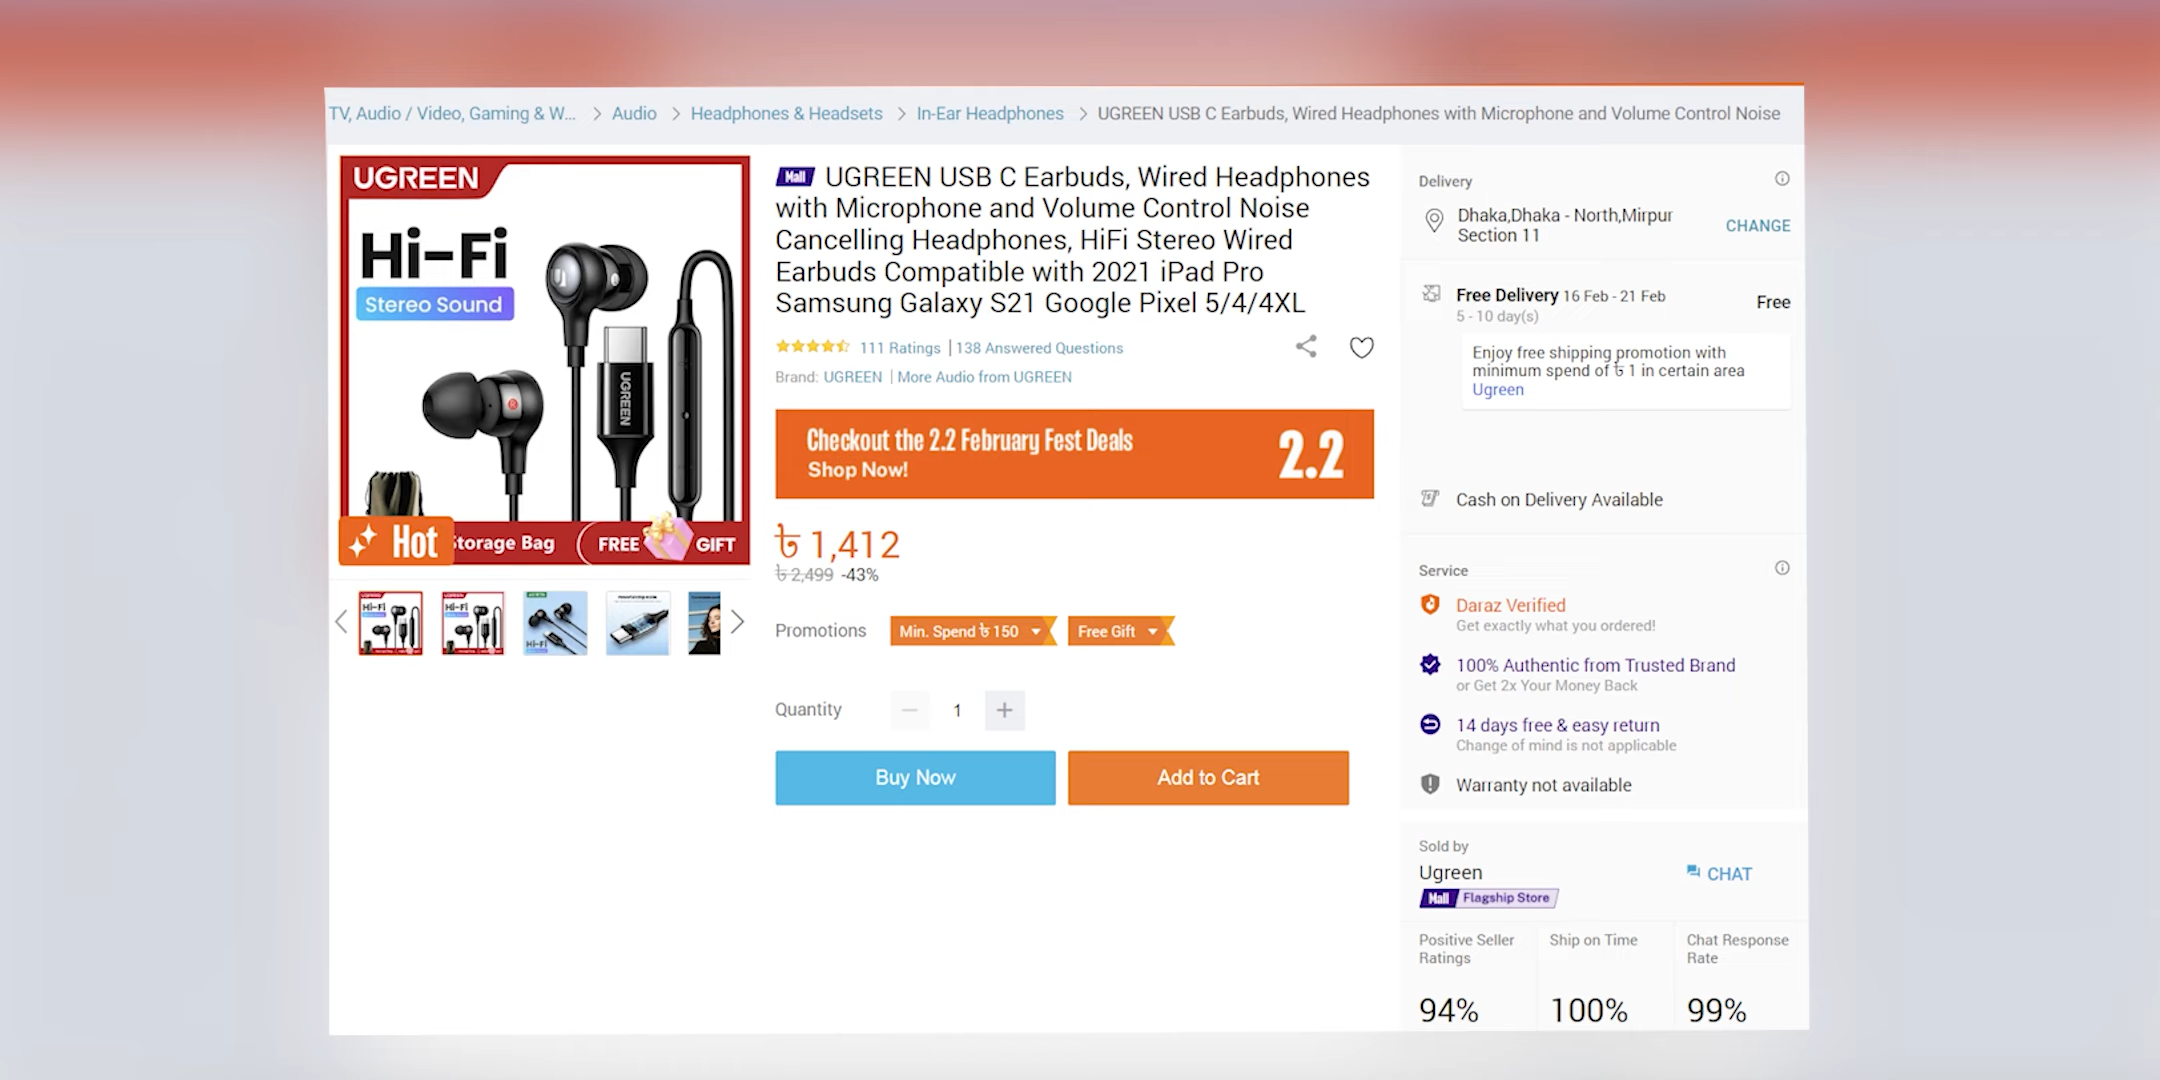 TV, Audio / Video, Gaming & W... > Audio > Headphones & Headsets > In-Ear Headphones > UGREEN USB C Earbuds, Wired Headphones with Microphone and Volume Control Noise
UGREEN
Hi-Fi
Stereo Sound
UGREEN
Hot
Storage Bag
FREE GIFT
Mall UGREEN USB C Earbuds, Wired Headphones
with Microphone and Volume Control Noise
Cancelling Headphones, HiFi Stereo Wired
Earbuds Compatible with 2021 iPad Pro
Samsung Galaxy S21 Google Pixel 5/4/4XL
111 Ratings | 138 Answered Questions
Brand: UGREEN | More Audio from UGREEN
Checkout the 2.2 February Fest Deals
Shop Now!
2.2
৳ 1,412
৳ 2,499 -43%
Promotions
Min. Spend ৳ 150
Free Gift
Quantity
1
Buy Now
Add to Cart
Delivery
Dhaka,Dhaka - North,Mirpur
Section 11
CHANGE
Free Delivery 16 Feb - 21 Feb
Free
5 - 10 day(s)
Enjoy free shipping promotion with
minimum spend of ৳ 1 in certain area
Ugreen
Cash on Delivery Available
Service
Daraz Verified
Get exactly what you ordered!
100% Authentic from Trusted Brand
or Get 2x Your Money Back
14 days free & easy return
Change of mind is not applicable
Warranty not available
Sold by
Ugreen
CHAT
Mall Flagship Store
Positive Seller
Ratings
Ship on Time
Chat Response
Rate
94%
100%
99%